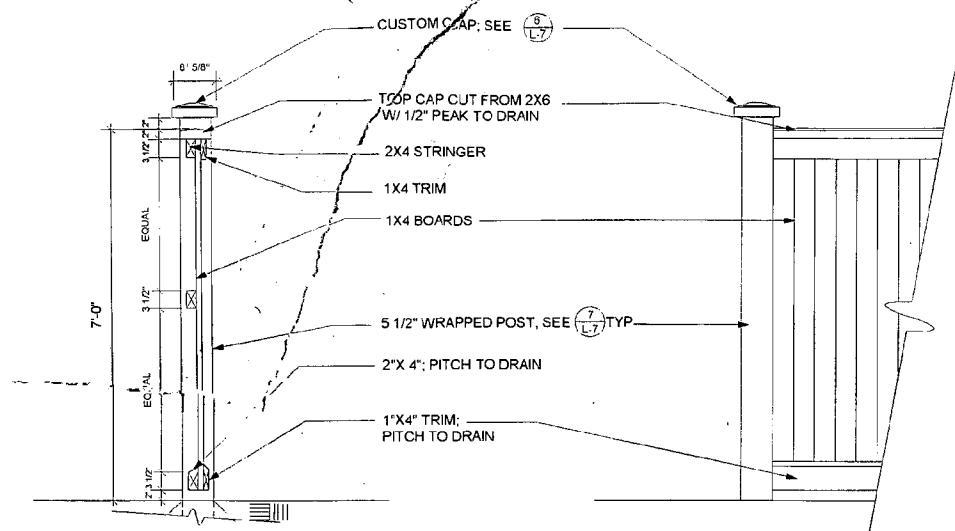 CUSTOM CAP; SEE 6 L-7
6' 5/8"
TOP CAP CUT FROM 2X6
W/ 1/2" PEAK TO DRAIN
2" 2"
3 1/2"
2X4 STRINGER
1X4 TRIM
1X4 BOARDS
EQUAL
3 1/2"
7'-0"
5 1/2" WRAPPED POST, SEE 7 L-7 TYP
2"X 4"; PITCH TO DRAIN
EQUAL
1"X4" TRIM;
PITCH TO DRAIN
3 1/2"
2"